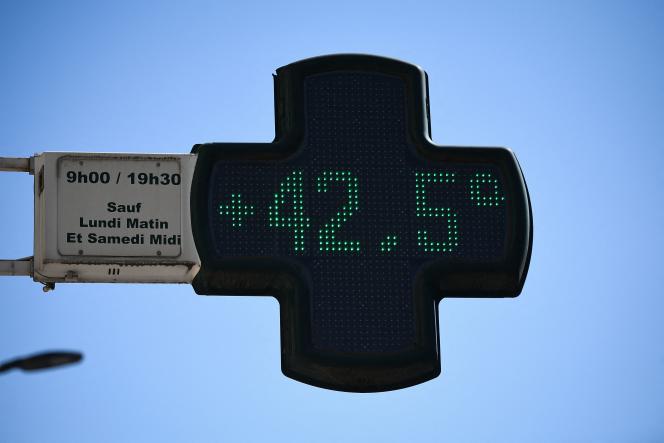 9h00 / 19h30
Sauf
Lundi Matin
Et Samedi Midi
+42.5°